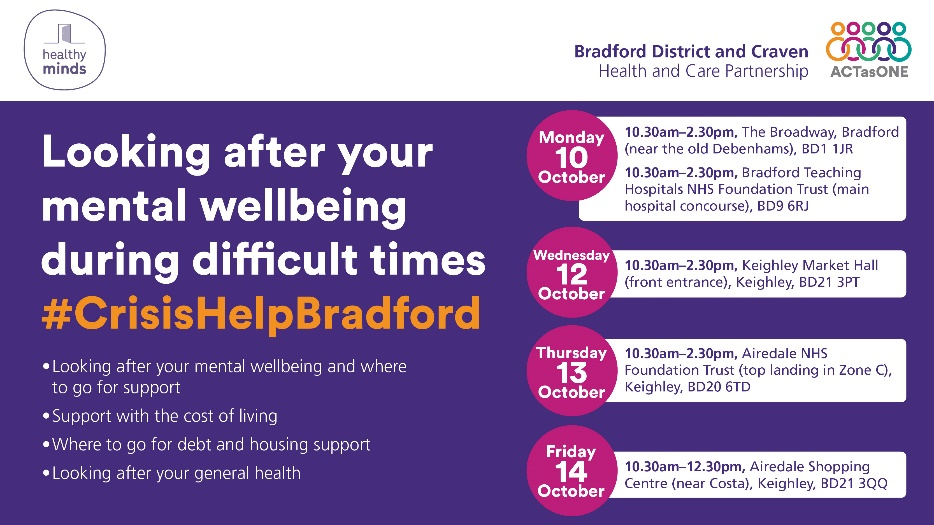 healthy
minds
Bradford District and Craven
Health and Care Partnership
ACTasONE
Looking after your
mental wellbeing
during difficult times
#CrisisHelpBradford
•Looking after your mental wellbeing and where
to go for support
•Support with the cost of living
•Where to go for debt and housing support
•Looking after your general health
Monday
10
October
10.30am–2.30pm, The Broadway, Bradford
(near the old Debenhams), BD1 1JR
10.30am–2.30pm, Bradford Teaching
Hospitals NHS Foundation Trust (main
hospital concourse), BD9 6RJ
Wednesday
12
October
10.30am–2.30pm, Keighley Market Hall
(front entrance), Keighley, BD21 3PT
Thursday
13
October
10.30am–2.30pm, Airedale NHS
Foundation Trust (top landing in Zone C),
Keighley, BD20 6TD
Friday
14
October
10.30am–12.30pm, Airedale Shopping
Centre (near Costa), Keighley, BD21 3QQ